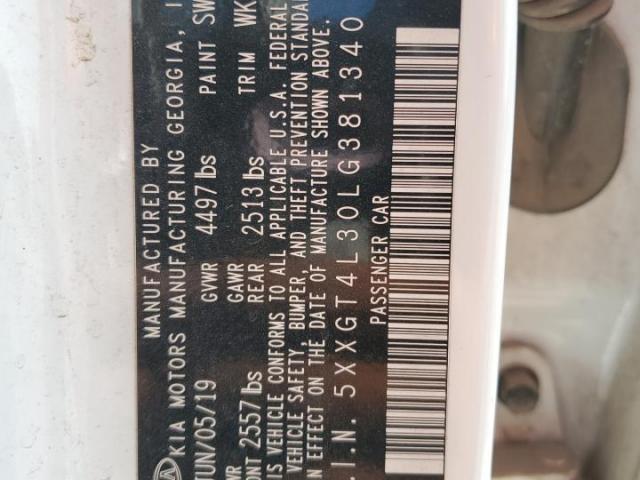 MANUFACTURED BY
KIA MOTORS MANUFACTURING GEORGIA, I
JUN/05/19 GVWR 4497 lbs PAINT SW
WR GAWR TRIM WK
ONT 2557 lbs REAR 2513 lbs
IS VEHICLE CONFORMS TO ALL APPLICABLE U.S.A. FEDERAL
VEHICLE SAFETY, BUMPER, AND THEFT PREVENTION STANDA
N EFFECT ON THE DATE OF MANUFACTURE SHOWN ABOVE.
.I.N. 5XXGT4L30LG381340
PASSENGER CAR